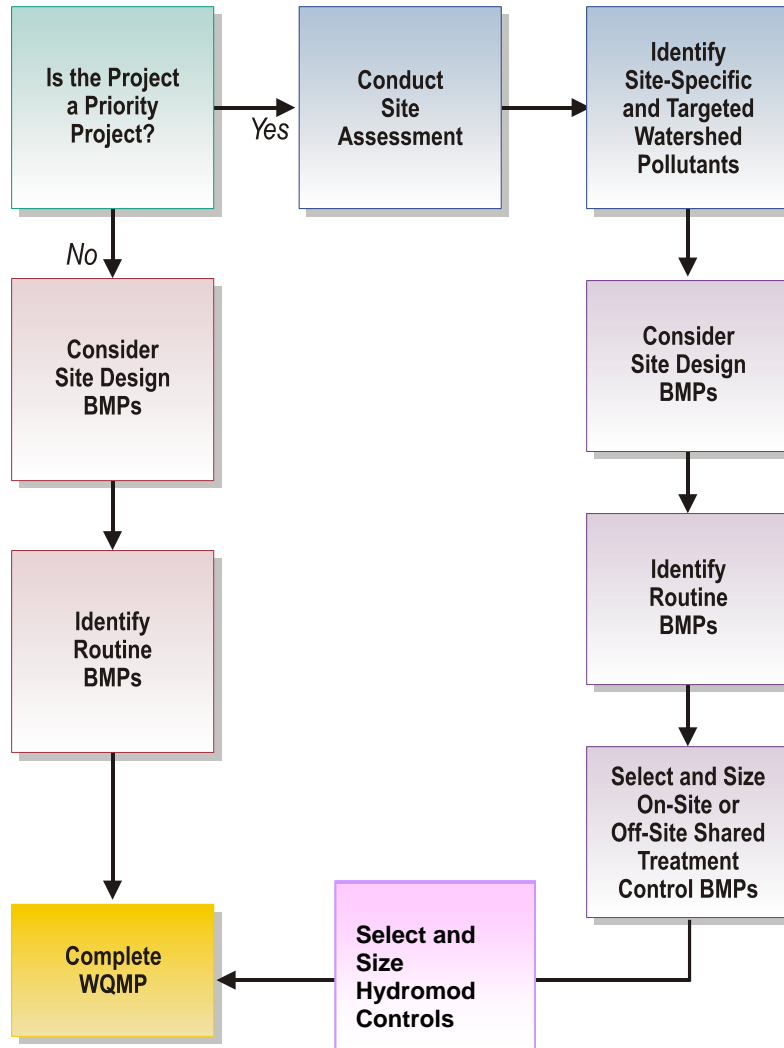 Is the Project
a Priority
Project?
Yes
Conduct
Site
Assessment
Identify
Site-Specific
and Targeted
Watershed
Pollutants
No
Consider
Site Design
BMPs
Consider
Site Design
BMPs
Identify
Routine
BMPs
Identify
Routine
BMPs
Select and Size
On-Site or
Off-Site Shared
Treatment
Control BMPs
Select and
Size
Hydromod
Controls
Complete
WQMP